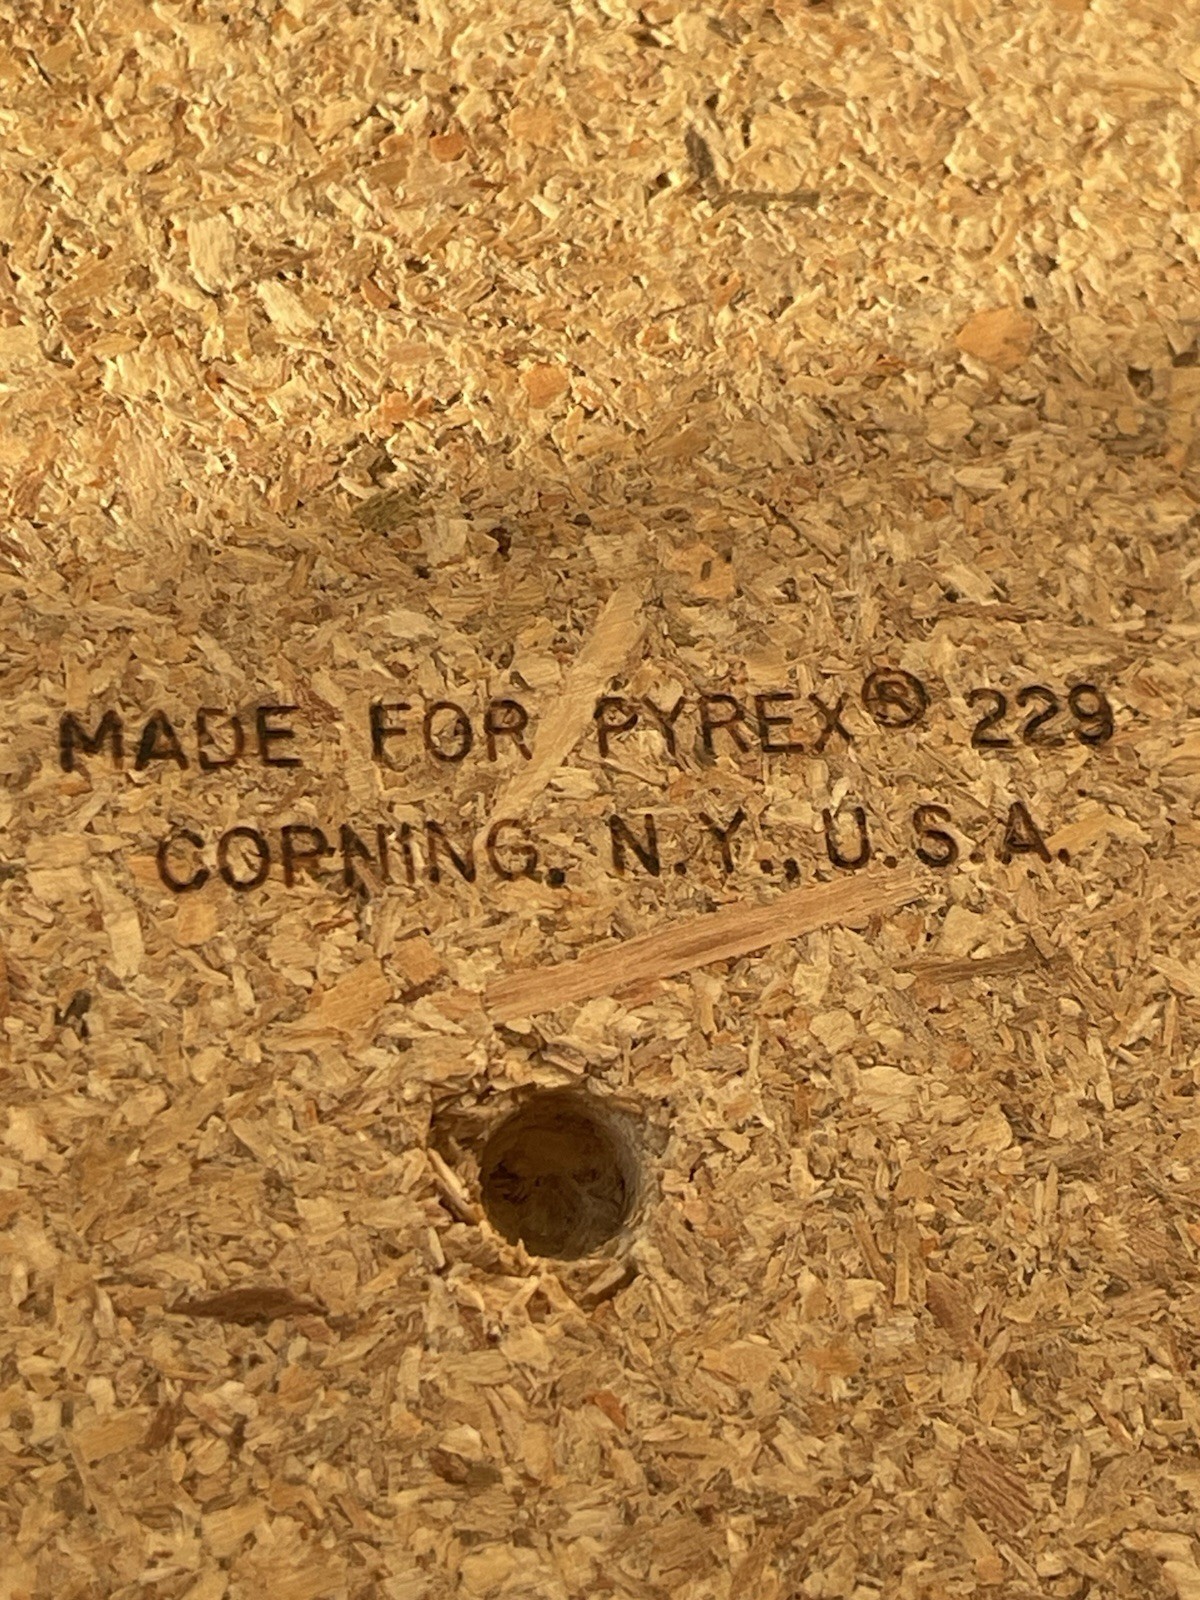 MADE FOR PYREX® 229
CORNING, N.Y., U.S.A.